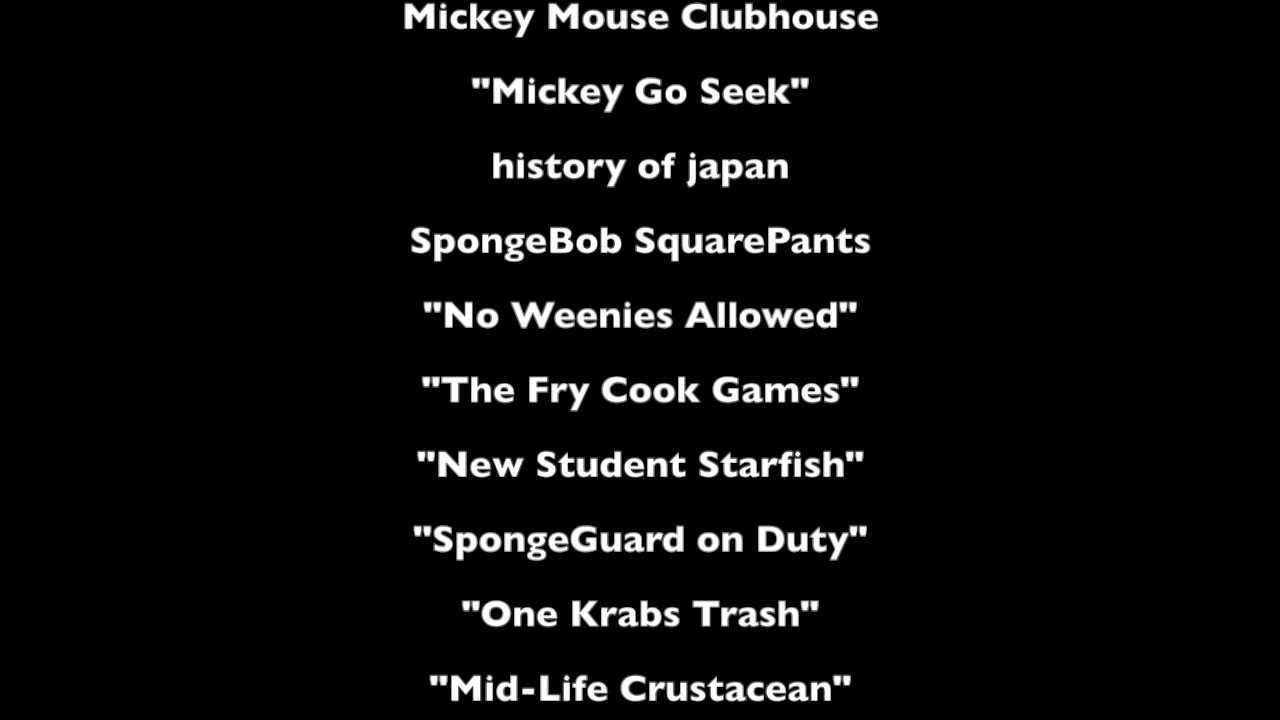 Mickey Mouse Clubhouse
"Mickey Go Seek"
history of japan
SpongeBob SquarePants
"No Weenies Allowed"
"The Fry Cook Games"
"New Student Starfish"
"SpongeGuard on Duty"
"One Krabs Trash"
"Mid-Life Crustacean"